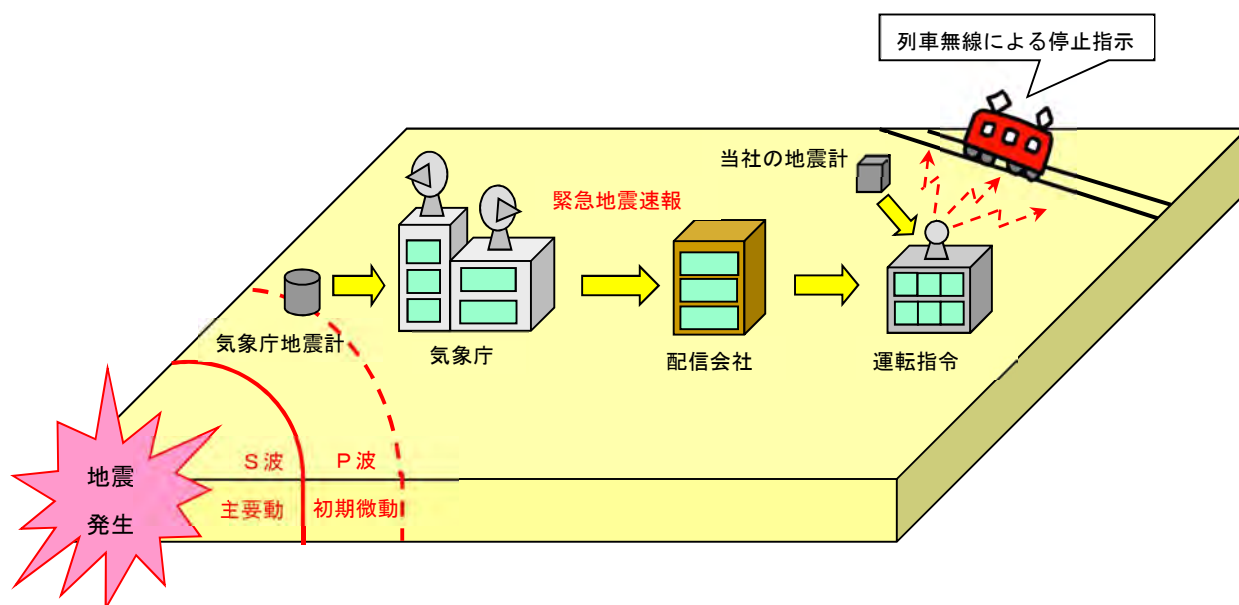 列車無線による停止指示
当社の地震計
緊急地震速報
気象庁地震計
気象庁
配信会社
運転指令
地震
発生
S波
P波
主要動
初期微動